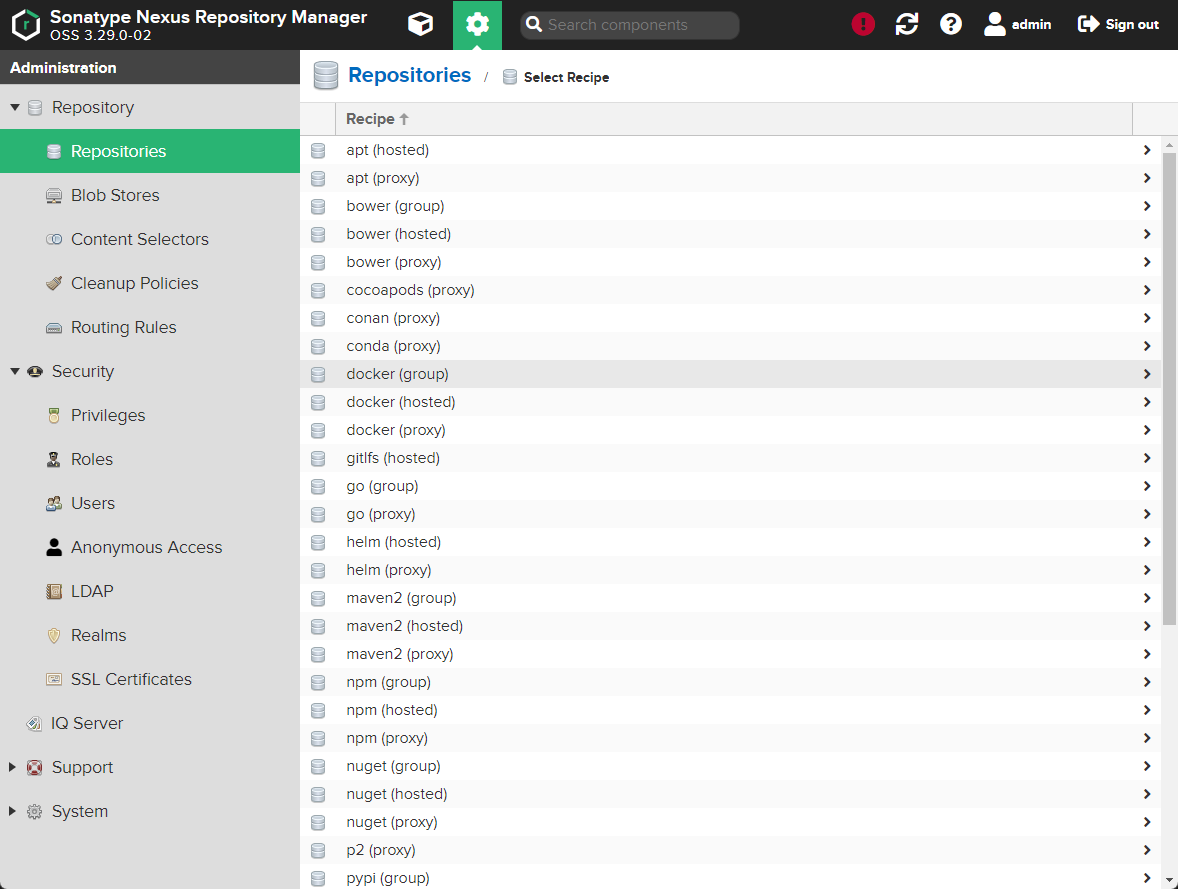 Sonatype Nexus Repository Manager
OSS 3.29.0-02
Search components
admin
Sign out
Administration
Repository
Repositories
Blob Stores
Content Selectors
Cleanup Policies
Routing Rules
Security
Privileges
Roles
Users
Anonymous Access
LDAP
Realms
SSL Certificates
IQ Server
Support
System
Repositories / Select Recipe
Recipe
apt (hosted)
apt (proxy)
bower (group)
bower (hosted)
bower (proxy)
cocoapods (proxy)
conan (proxy)
conda (proxy)
docker (group)
docker (hosted)
docker (proxy)
gitlfs (hosted)
go (group)
go (proxy)
helm (hosted)
helm (proxy)
maven2 (group)
maven2 (hosted)
maven2 (proxy)
npm (group)
npm (hosted)
npm (proxy)
nuget (group)
nuget (hosted)
nuget (proxy)
p2 (proxy)
pypi (group)